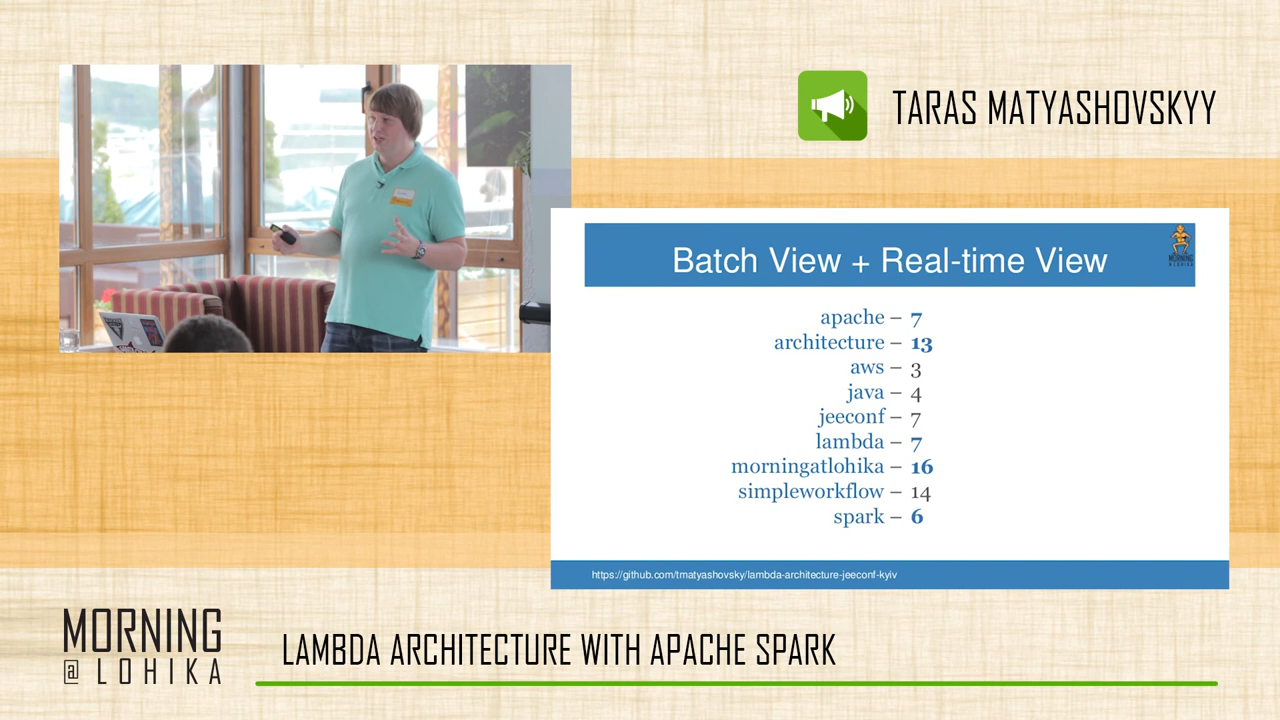 TARAS MATYASHOVSKYY
Batch View + Real-time View
MORNING
@ LOHIKA
apache – 7
architecture – 13
aws – 3
java – 4
jeeconf – 7
lambda – 7
morningatlohika – 16
simpleworkflow – 14
spark – 6
https://github.com/tmatyashovsky/lambda-architecture-jeeconf-kyiv
MORNING
@ LOHIKA
LAMBDA ARCHITECTURE WITH APACHE SPARK